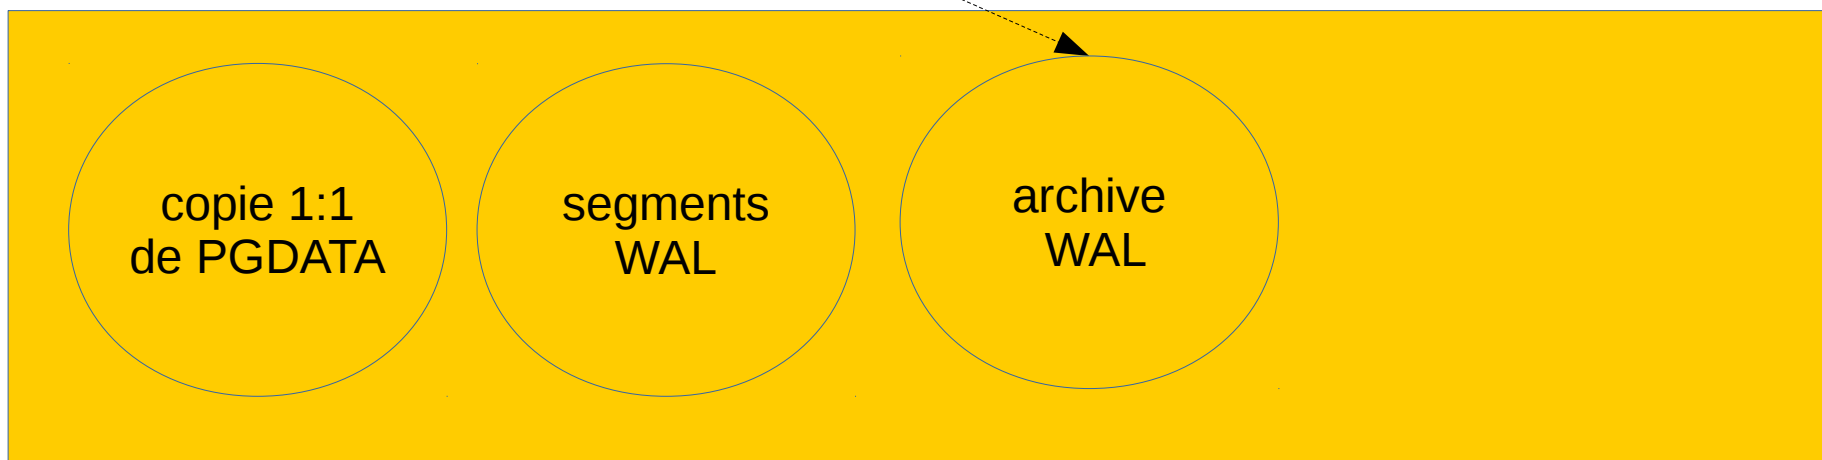 copie 1:1
de PGDATA
segments
WAL
archive
WAL